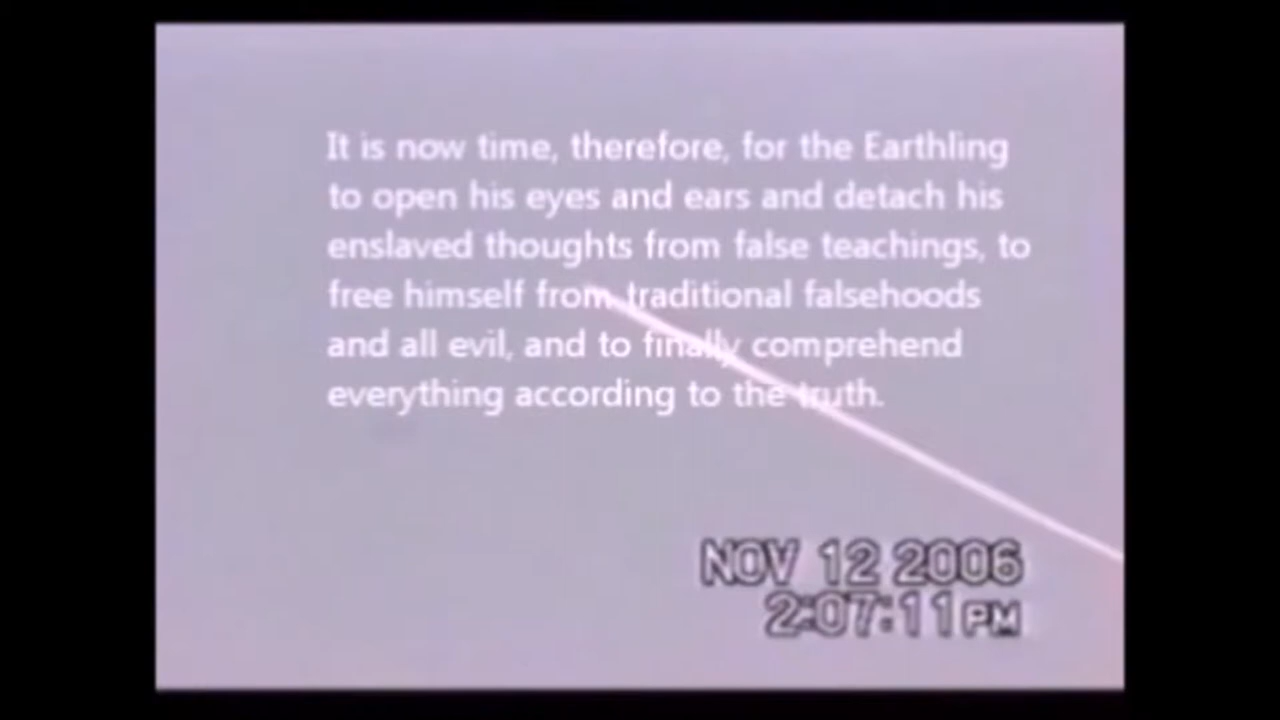 It is now time, therefore, for the Earthling
to open his eyes and ears and detach his
enslaved thoughts from false teachings, to
free himself from traditional falsehoods
and all evil, and to finally comprehend
everything according to the truth.
NOV 12 2006
2:07:11 PM